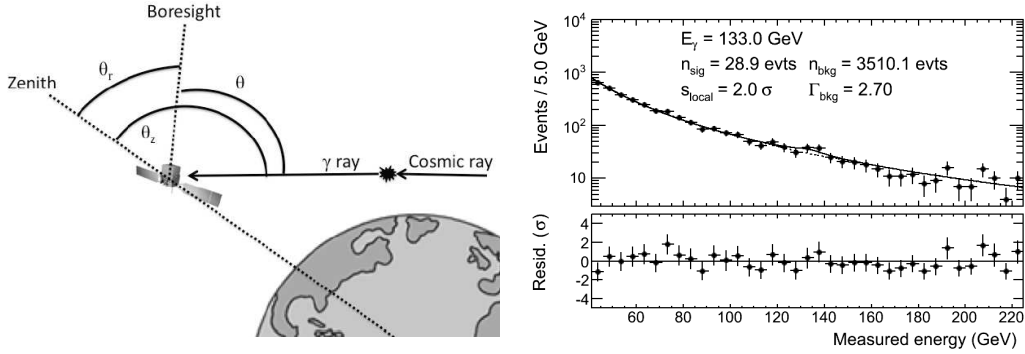 Boresight
Zenith
θr
θ
θz
γ ray
Cosmic ray
Events / 5.0 GeV
10⁴
10³
10²
10
Eγ = 133.0 GeV
nsig = 28.9 evts nbkg = 3510.1 evts
slocal = 2.0 σ Γbkg = 2.70
Resid. (σ)
4
2
0
-2
-4
60 80 100 120 140 160 180 200 220
Measured energy (GeV)